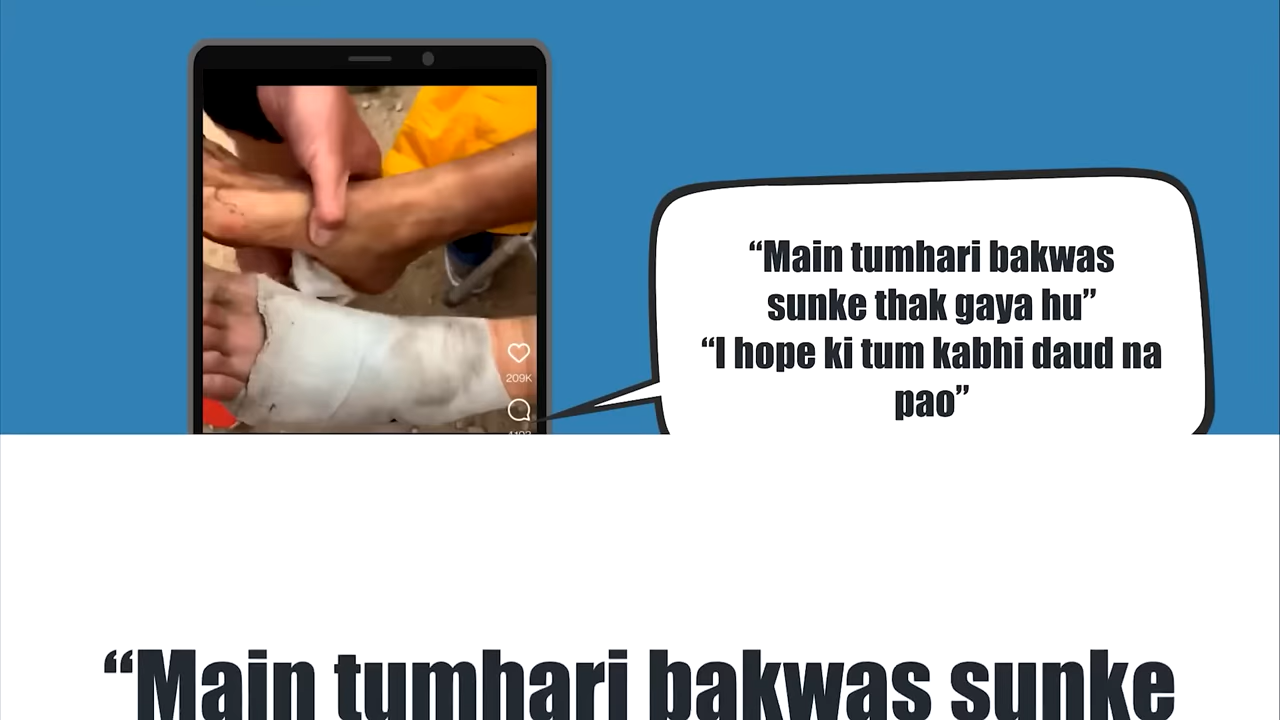 “Main tumhari bakwas
sunke thak gaya hu”
“I hope ki tum kabhi daud na
pao”
209K
“Main tumhari bakwas sunke